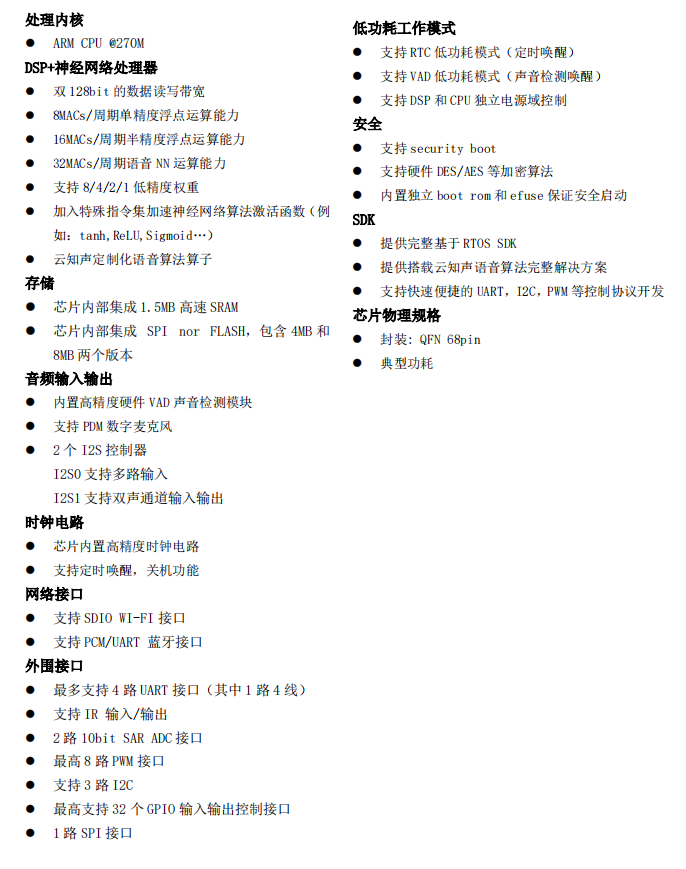 处理内核
● ARM CPU @270M
DSP+神经网络处理器
● 双 128bit 的数据读写带宽
● 8MACs/周期单精度浮点运算能力
● 16MACs/周期半精度浮点运算能力
● 32MACs/周期语音 NN 运算能力
● 支持 8/4/2/1 低精度权重
● 加入特殊指令集加速神经网络算法激活函数（例
如：tanh,ReLU,Sigmoid…）
● 云知声定制化语音算法算子
存储
● 芯片内部集成 1.5MB 高速 SRAM
● 芯片内部集成 SPI nor FLASH，包含 4MB 和
8MB 两个版本
音频输入输出
● 内置高精度硬件 VAD 声音检测模块
● 支持 PDM 数字麦克风
● 2 个 I2S 控制器
I2S0 支持多路输入
I2S1 支持双声通道输入输出
时钟电路
● 芯片内置高精度时钟电路
● 支持定时唤醒，关机功能
网络接口
● 支持 SDIO WI-FI 接口
● 支持 PCM/UART 蓝牙接口
外围接口
● 最多支持 4 路 UART 接口（其中 1 路 4 线）
● 支持 IR 输入/输出
● 2 路 10bit SAR ADC 接口
● 最高 8 路 PWM 接口
● 支持 3 路 I2C
● 最高支持 32 个 GPIO 输入输出控制接口
● 1 路 SPI 接口
低功耗工作模式
● 支持 RTC 低功耗模式（定时唤醒）
● 支持 VAD 低功耗模式（声音检测唤醒）
● 支持 DSP 和 CPU 独立电源域控制
安全
● 支持 security boot
● 支持硬件 DES/AES 等加密算法
● 内置独立 boot rom 和 efuse 保证安全启动
SDK
● 提供完整基于 RTOS SDK
● 提供搭载云知声语音算法完整解决方案
● 支持快速便捷的 UART，I2C，PWM 等控制协议开发
芯片物理规格
● 封装: QFN 68pin
● 典型功耗